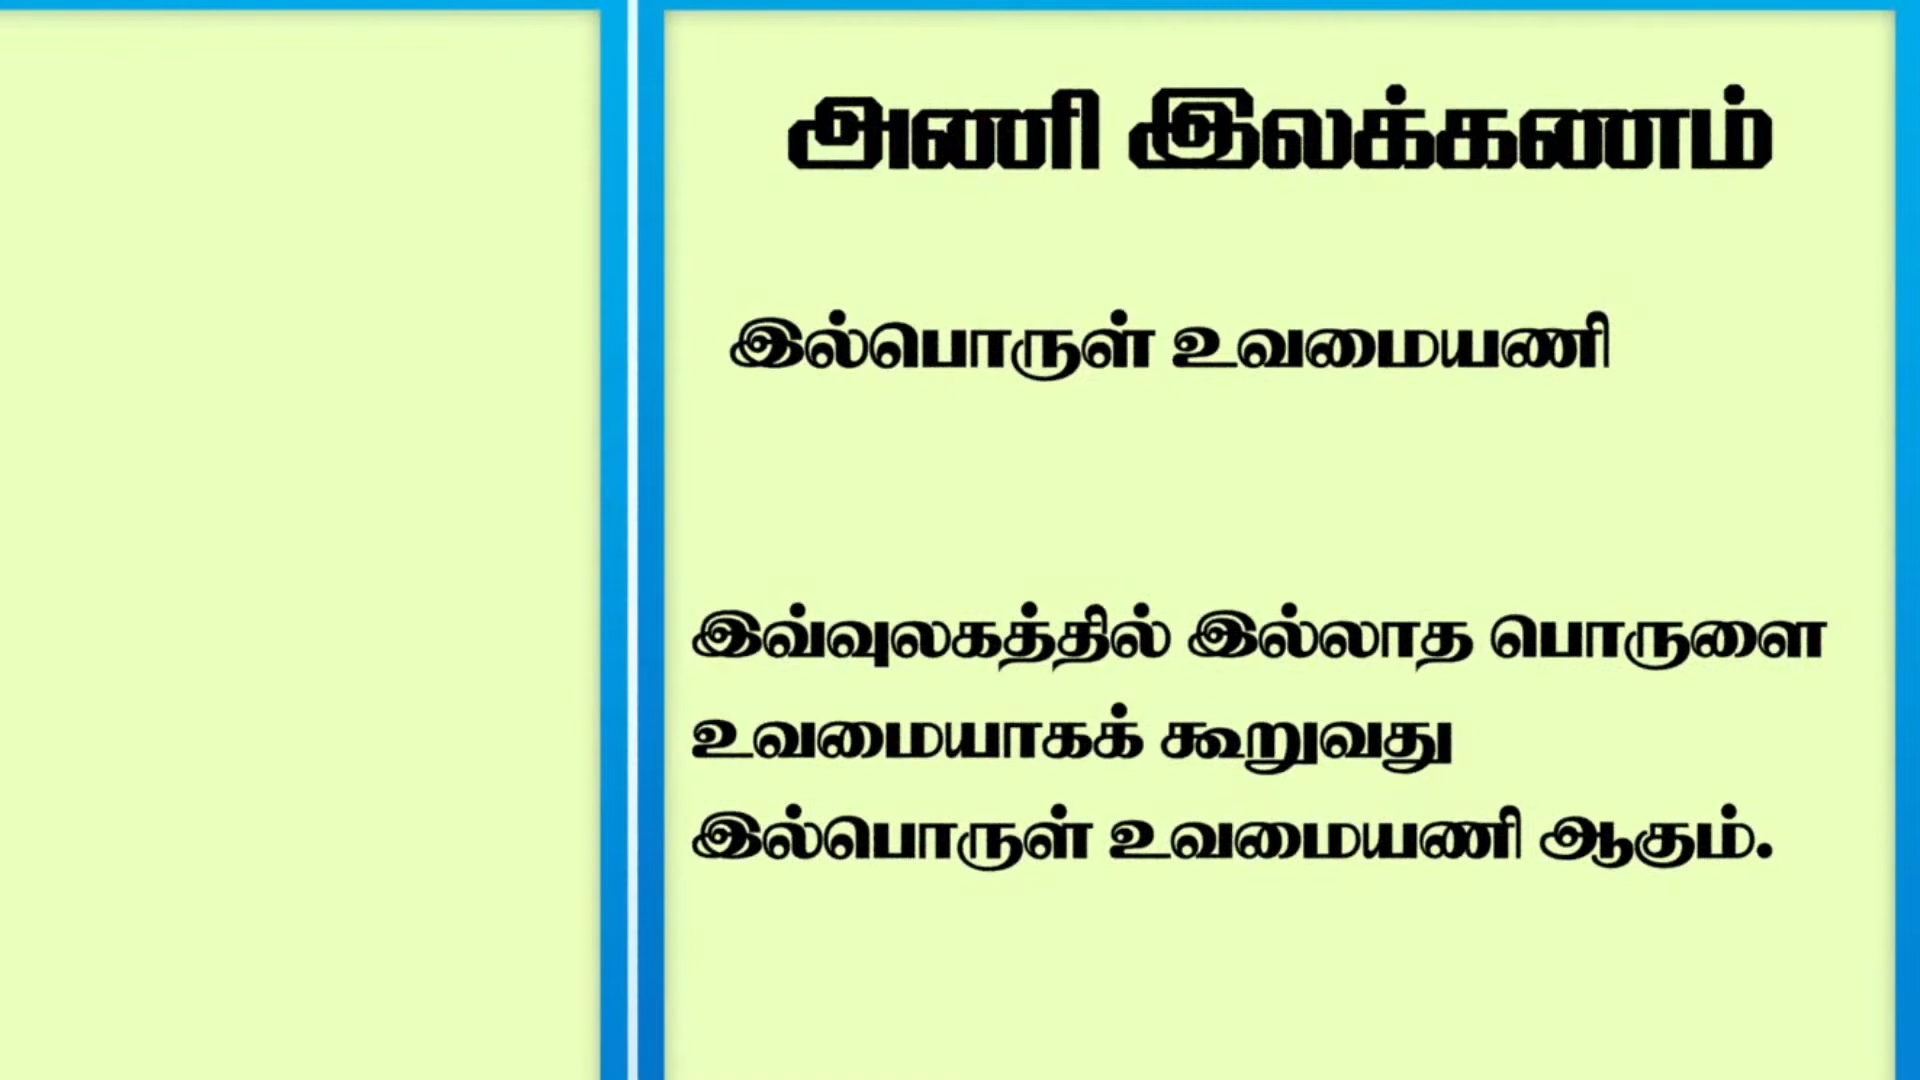 அணி இலக்கணம்
இல்பொருள் உவமையணி
இவ்வுலகத்தில் இல்லாத பொருளை
உவமையாகக் கூறுவது
இல்பொருள் உவமையணி ஆகும்.